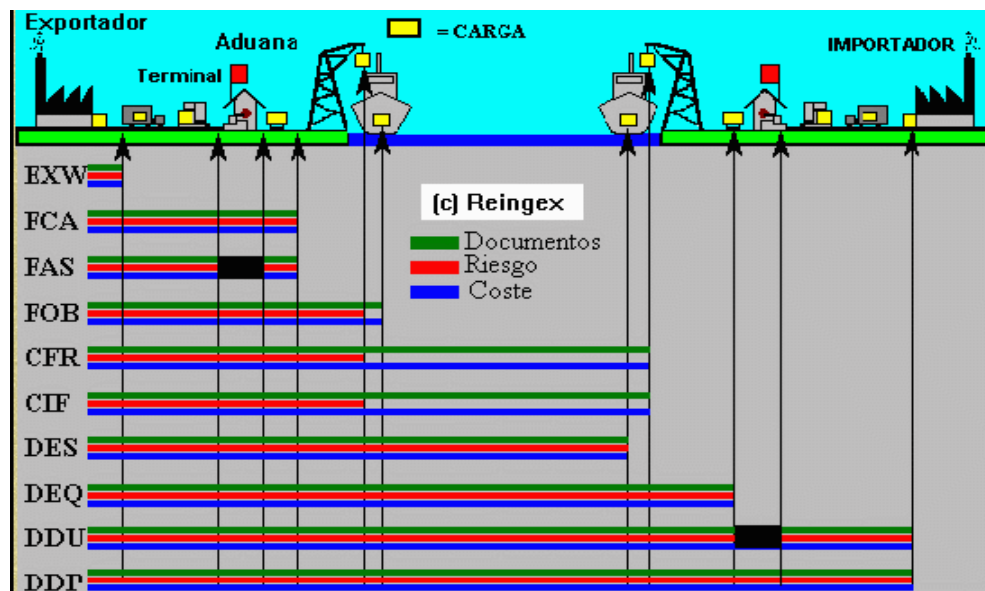 Exportador
= CARGA
Aduana
IMPORTADOR
Terminal
EXW
(c) Reingex
FCA
Documentos
FAS
Riesgo
Coste
FOB
CFR
CIF
DES
DEQ
DDU
DDP